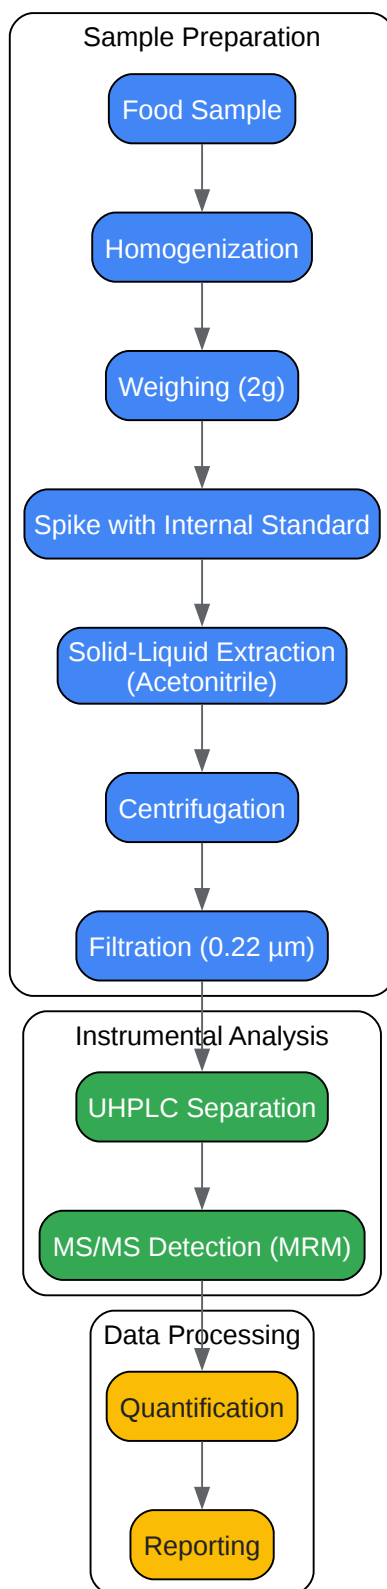 Sample Preparation
Food Sample
Homogenization
Weighing (2g)
Spike with Internal Standard
Solid-Liquid Extraction
(Acetonitrile)
Centrifugation
Filtration (0.22 µm)
Instrumental Analysis
UHPLC Separation
MS/MS Detection (MRM)
Data Processing
Quantification
Reporting